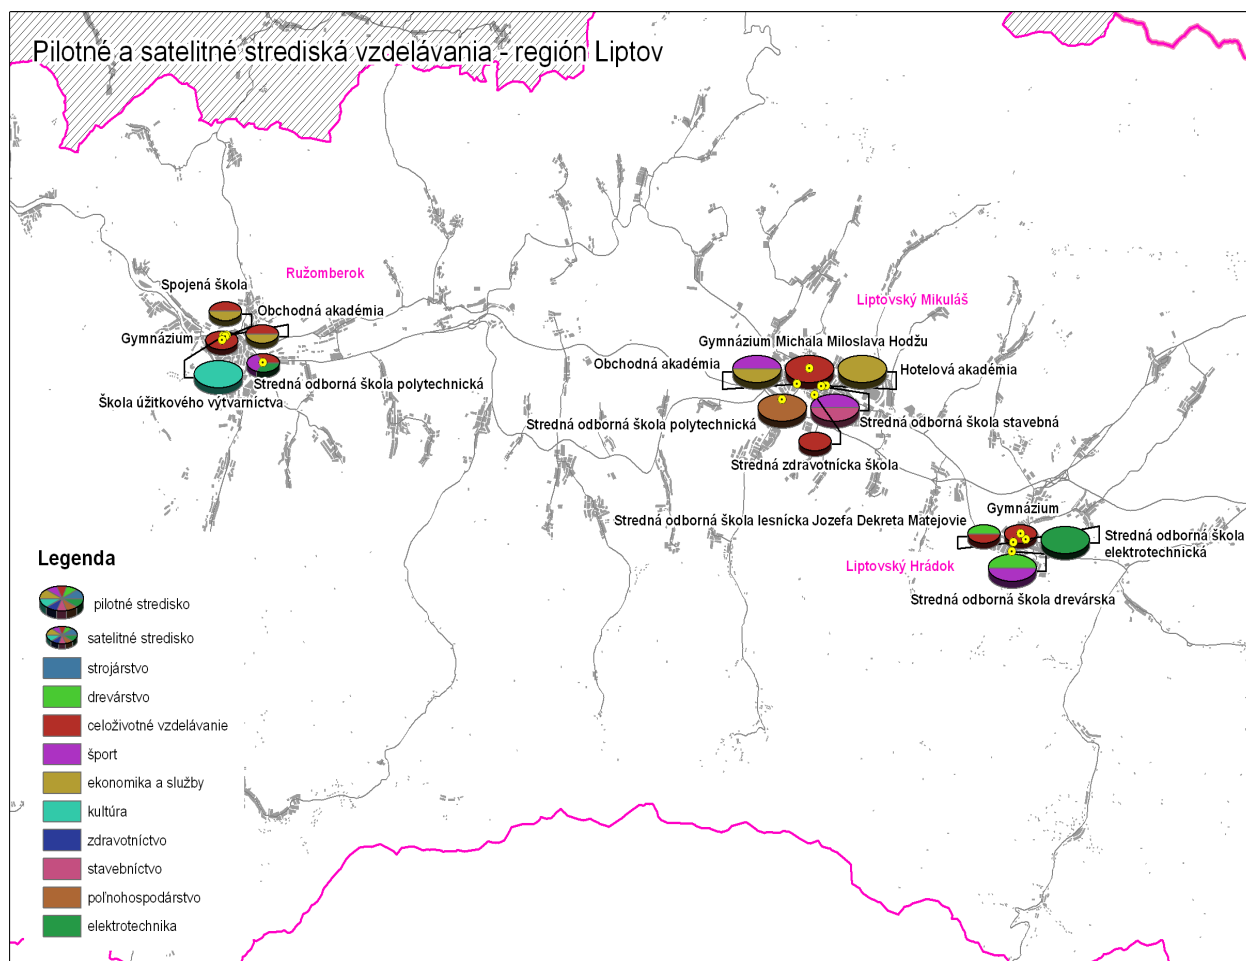 Pilotné a satelitné strediská vzdelávania - región Liptov
Ružomberok
Spojená škola
Obchodná akadémia
Gymnázium
Stredná odborná škola polytechnická
Škola úžitkového výtvarníctva
Liptovský Mikuláš
Gymnázium Michala Miloslava Hodžu
Obchodná akadémia
Hotelová akadémia
Stredná odborná škola polytechnická
Stredná odborná škola stavebná
Stredná zdravotnícka škola
Gymnázium
Stredná odborná škola lesnícka Jozefa Dekreta Matejovie
Stredná odborná škola
elektrotechnická
Liptovský Hrádok
Stredná odborná škola drevárska
Legenda
pilotné stredisko
satelitné stredisko
strojárstvo
drevárstvo
celoživotné vzdelávanie
šport
ekonomika a služby
kultúra
zdravotníctvo
stavebníctvo
poľnohospodárstvo
elektrotechnika